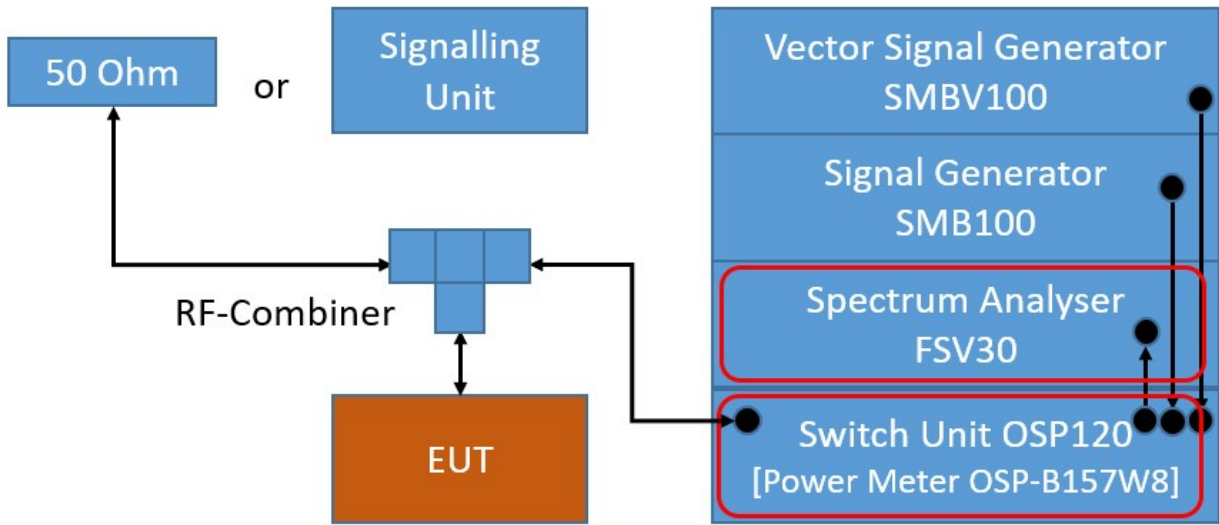 50 Ohm
or
Signalling
Unit
RF-Combiner
EUT
Vector Signal Generator
SMBV100
Signal Generator
SMB100
Spectrum Analyser
FSV30
Switch Unit OSP120
[Power Meter OSP-B157W8]